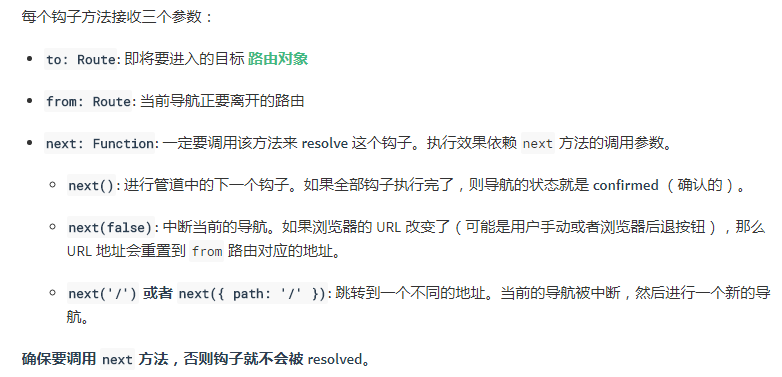 每个钩子方法接收三个参数：
to: Route: 即将要进入的目标 路由对象
from: Route: 当前导航正要离开的路由
next: Function: 一定要调用该方法来 resolve 这个钩子。执行效果依赖 next 方法的调用参数。
next(): 进行管道中的下一个钩子。如果全部钩子执行完了，则导航的状态就是 confirmed （确认的）。
next(false): 中断当前的导航。如果浏览器的 URL 改变了（可能是用户手动或者浏览器后退按钮），那么
URL 地址会重置到 from 路由对应的地址。
next('/') 或者 next({ path: '/' }): 跳转到一个不同的地址。当前的导航被中断，然后进行一个新的导
航。
确保要调用 next 方法，否则钩子就不会被 resolved。